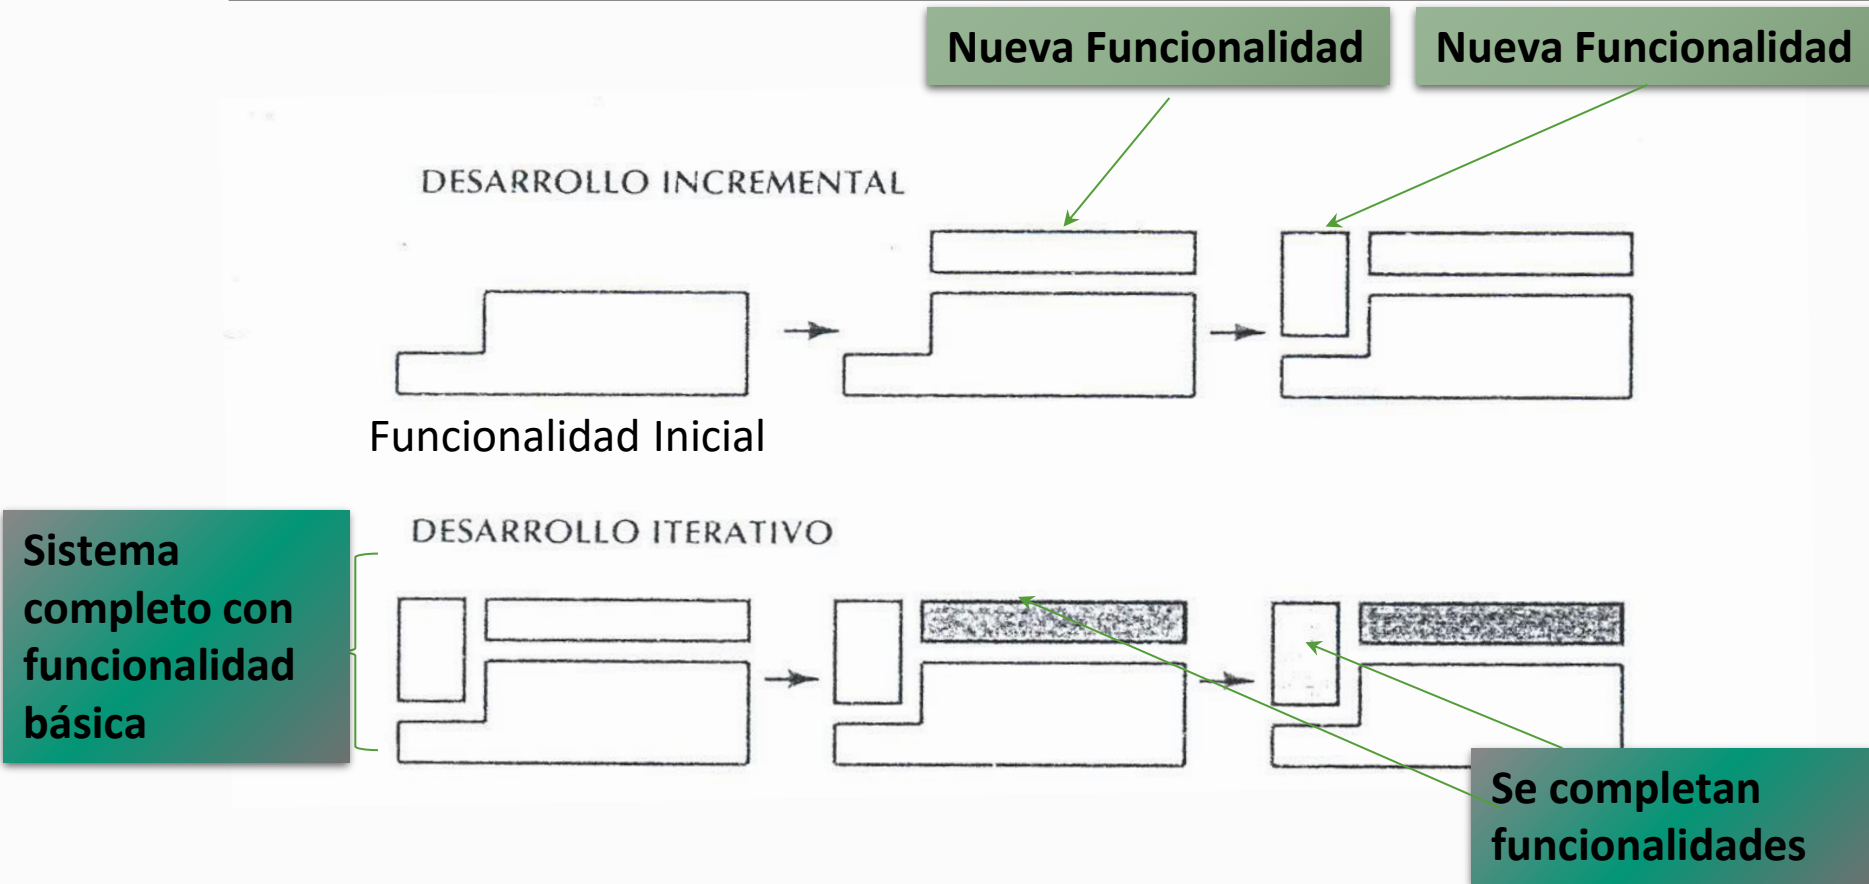 Nueva Funcionalidad
Nueva Funcionalidad
DESARROLLO INCREMENTAL
Funcionalidad Inicial
DESARROLLO ITERATIVO
Sistema
completo con
funcionalidad
básica
Se completan
funcionalidades